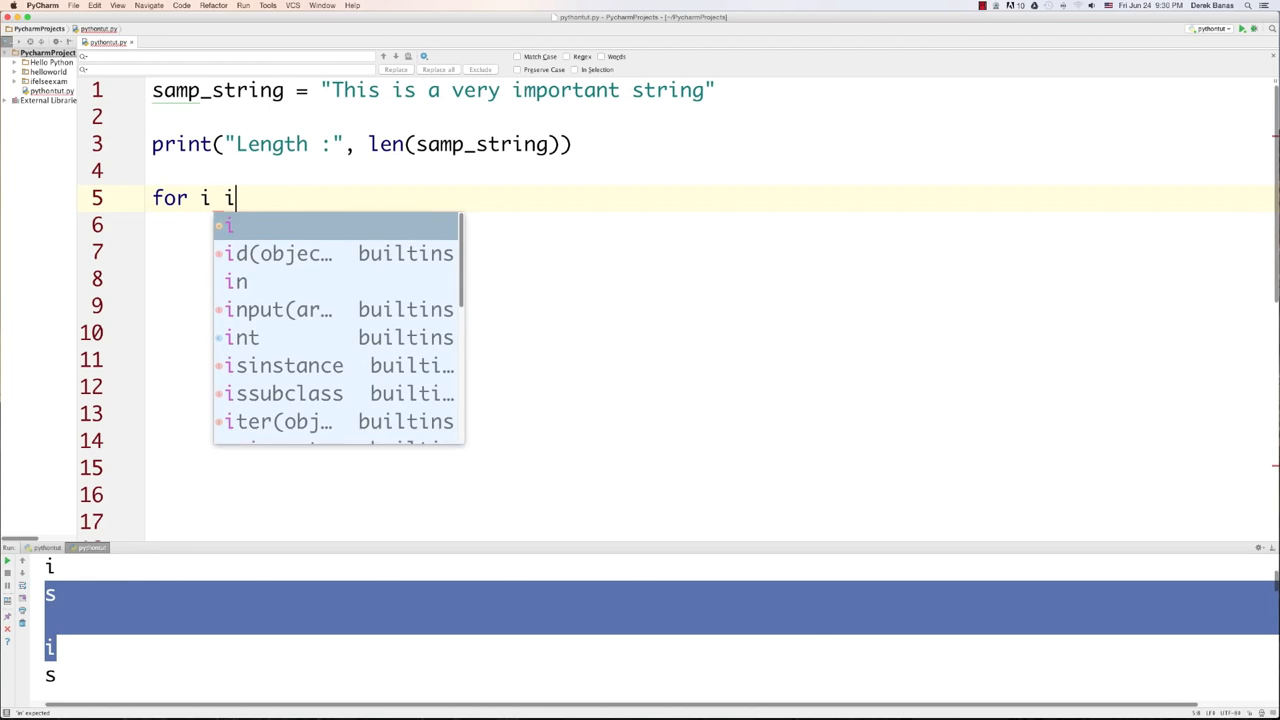 PyCharm File Edit View Navigate Code Refactor Run Tools VCS Window Help 10 Fri Jun 24 9:30 PM Derek Banas
pythontut.py - PycharmProjects - [~/PycharmProjects]
PycharmProjects pythontut.py pythontut
pythontut.py ×
PycharmProject
Hello Python
helloworld
ifelseexam
pythontut.py
External Librarie
Match Case Regex Words
Replace Replace all Exclude Preserve Case In Selection
1 samp_string = "This is a very important string"
2
3 print("Length :", len(samp_string))
4
5 for i i
6
7
8
9
10
11
12
13
14
15
16
17
i
id(objec… builtins
in
input(ar… builtins
int builtins
isinstance builti…
issubclass builti…
iter(obj… builtins
Run: pythontut pythontut
i
s
i
s
'in' expected 5:8 UTF-8